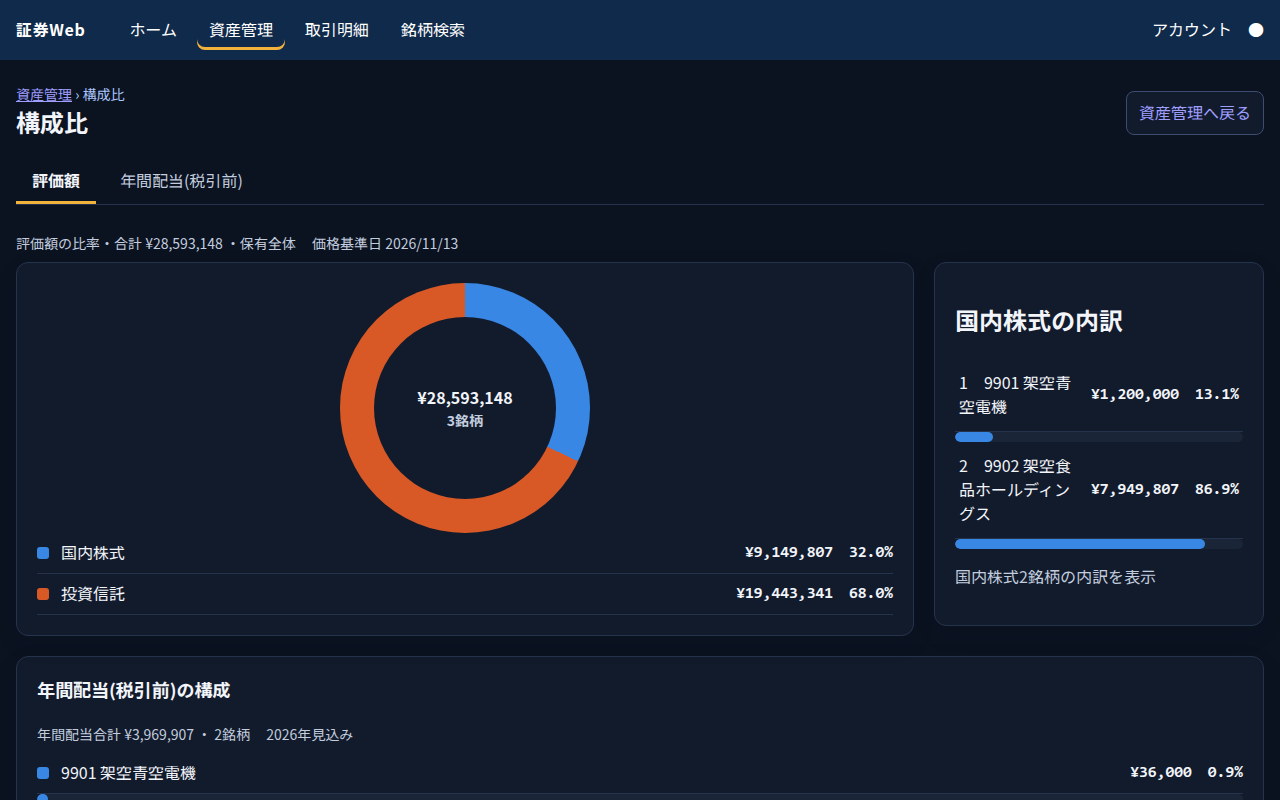 証券Web ホーム 資産管理 取引明細 銘柄検索 アカウント
資産管理 › 構成比
構成比
資産管理へ戻る
評価額 年間配当(税引前)
評価額の比率・合計 ¥28,593,148 ・保有全体 価格基準日 2026/11/13
¥28,593,148
3銘柄
国内株式 ¥9,149,807 32.0%
投資信託 ¥19,443,341 68.0%
国内株式の内訳
1 9901 架空青
空電機
¥1,200,000 13.1%
2 9902 架空食
品ホールディン
グス
¥7,949,807 86.9%
国内株式2銘柄の内訳を表示
年間配当(税引前)の構成
年間配当合計 ¥3,969,907 ・ 2銘柄 2026年見込み
9901 架空青空電機 ¥36,000 0.9%